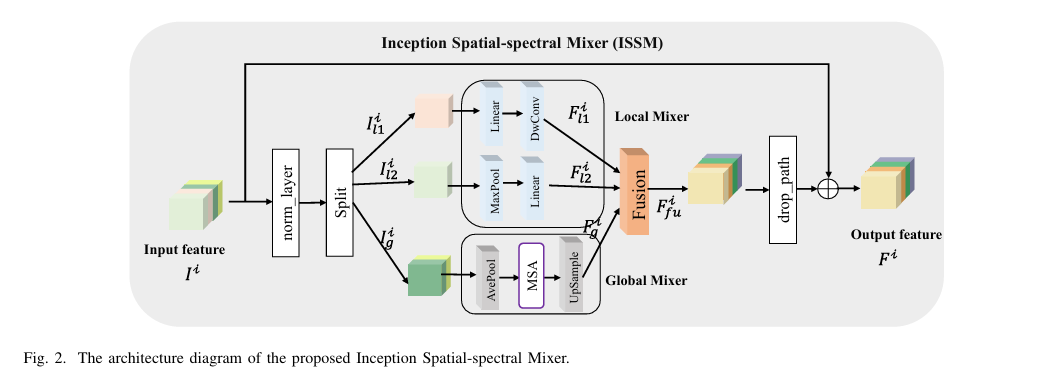 Inception Spatial-spectral Mixer (ISSM)
Input feature
I^i
norm_layer
Split
I_{l1}^i
I_{l2}^i
I_g^i
Linear
DwConv
MaxPool
Linear
Local Mixer
AvePool
MSA
UpSample
Global Mixer
F_{l1}^i
F_{l2}^i
F_g^i
Fusion
F_{fu}^i
drop_path
Output feature
F^i
Fig. 2. The architecture diagram of the proposed Inception Spatial-spectral Mixer.